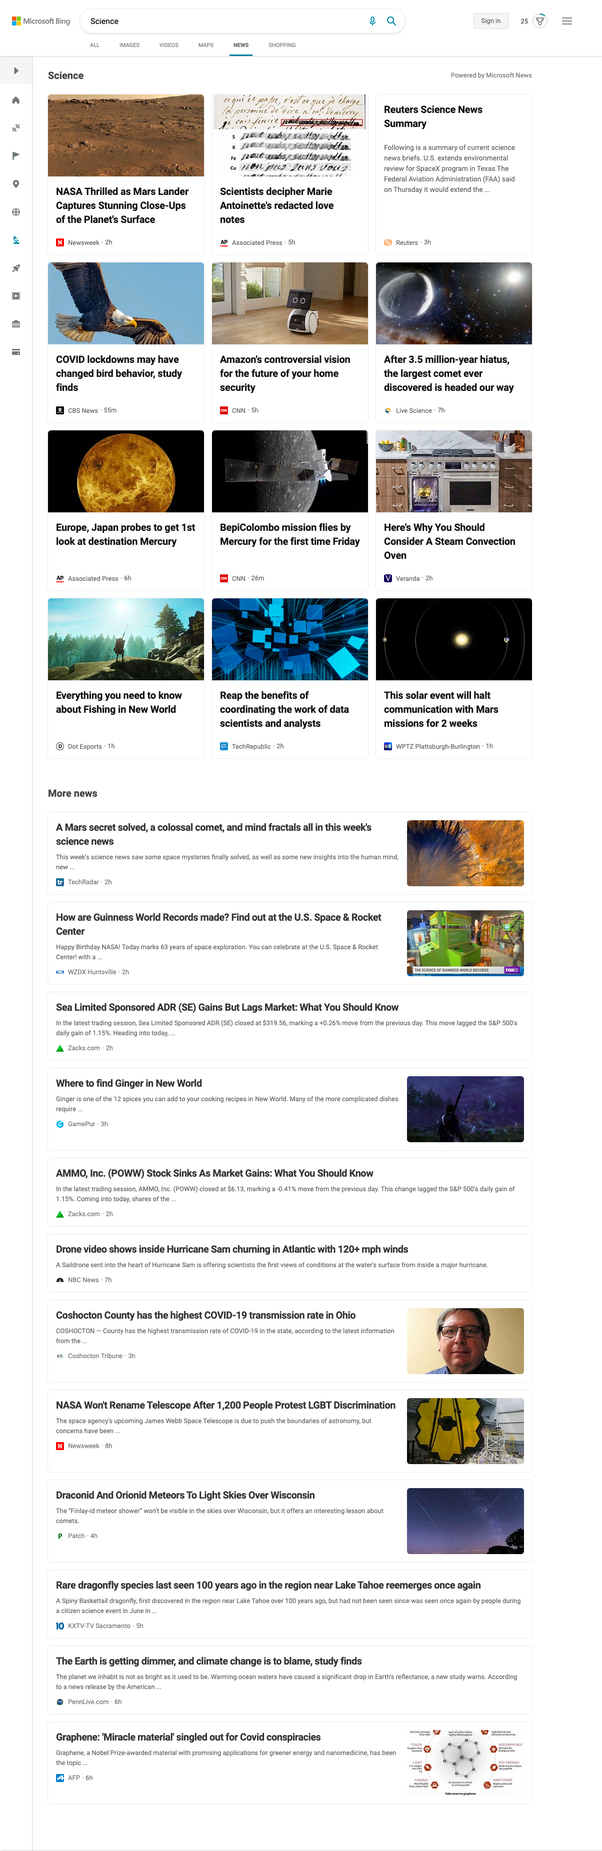 Microsoft Bing
Science
Sign in
25
ALL
IMAGES
VIDEOS
MAPS
NEWS
SHOPPING
Science
Powered by Microsoft News
NASA Thrilled as Mars Lander
Captures Stunning Close-Ups
of the Planet's Surface
Newsweek · 2h
S
K
Fe
Cu
Scientists decipher Marie
Antoinette's redacted love
notes
AP Associated Press · 5h
Reuters Science News
Summary
Following is a summary of current science
news briefs. U.S. extends environmental
review for SpaceX program in Texas The
Federal Aviation Administration (FAA) said
on Thursday it would extend the ...
Reuters · 3h
COVID lockdowns may have
changed bird behavior, study
finds
CBS News · 55m
Amazon's controversial vision
for the future of your home
security
CNN · 5h
After 3.5 million-year hiatus,
the largest comet ever
discovered is headed our way
Live Science · 7h
Europe, Japan probes to get 1st
look at destination Mercury
AP Associated Press · 6h
BepiColombo mission flies by
Mercury for the first time Friday
CNN · 26m
Here's Why You Should
Consider A Steam Convection
Oven
V Veranda · 2h
Everything you need to know
about Fishing in New World
Dot Esports · 1h
Reap the benefits of
coordinating the work of data
scientists and analysts
TechRepublic · 2h
This solar event will halt
communication with Mars
missions for 2 weeks
WPTZ Plattsburgh-Burlington · 1h
More news
A Mars secret solved, a colossal comet, and mind fractals all in this week's
science news
This week's science news saw some space mysteries finally solved, as well as some new insights into the human mind,
new ...
tr TechRadar · 2h
How are Guinness World Records made? Find out at the U.S. Space & Rocket
Center
Happy Birthday NASA! Today marks 63 years of space exploration. You can celebrate at the U.S. Space & Rocket
Center! with a ...
WZDX Huntsville · 2h
THE SCIENCE OF GUINNESS WORLD RECORDS
Sea Limited Sponsored ADR (SE) Gains But Lags Market: What You Should Know
In the latest trading session, Sea Limited Sponsored ADR (SE) closed at $319.56, marking a +0.26% move from the previous day. This move lagged the S&P 500's
daily gain of 1.15%. Heading into today, ...
Zacks.com · 2h
Where to find Ginger in New World
Ginger is one of the 12 spices you can add to your cooking recipes in New World. Many of the more complicated dishes
require ...
GamePur · 3h
AMMO, Inc. (POWW) Stock Sinks As Market Gains: What You Should Know
In the latest trading session, AMMO, Inc. (POWW) closed at $6.13, marking a -0.41% move from the previous day. This change lagged the S&P 500's daily gain of
1.15%. Coming into today, shares of the ...
Zacks.com · 2h
Drone video shows inside Hurricane Sam churning in Atlantic with 120+ mph winds
A Saildrone sent into the heart of Hurricane Sam is offering scientists the first views of conditions at the water's surface from inside a major hurricane.
NBC News · 7h
Coshocton County has the highest COVID-19 transmission rate in Ohio
COSHOCTON — County has the highest transmission rate of COVID-19 in the state, according to the latest information
from the ...
Coshocton Tribune · 3h
NASA Won't Rename Telescope After 1,200 People Protest LGBT Discrimination
The space agency's upcoming James Webb Space Telescope is due to push the boundaries of astronomy, but
concerns have been ...
Newsweek · 8h
Draconid And Orionid Meteors To Light Skies Over Wisconsin
The "Finlay-id meteor shower" won't be visible in the skies over Wisconsin, but it offers an interesting lesson about
comets.
P Patch · 4h
Rare dragonfly species last seen 100 years ago in the region near Lake Tahoe reemerges once again
A Spiny Baskettail dragonfly, first discovered in the region near Lake Tahoe over 100 years ago, but had not been seen since was seen once again by people during
a citizen science event in June in ...
10 KXTV-TV Sacramento · 5h
The Earth is getting dimmer, and climate change is to blame, study finds
The planet we inhabit is not as bright as it used to be. Warming ocean waters have caused a significant drop in Earth's reflectance, a new study warns. According
to a news release by the American ...
PennLive.com · 6h
Graphene: 'Miracle material' singled out for Covid conspiracies
Graphene, a Nobel Prize-awarded material with promising applications for greener energy and nanomedicine, has been
the topic ...
AFP · 6h